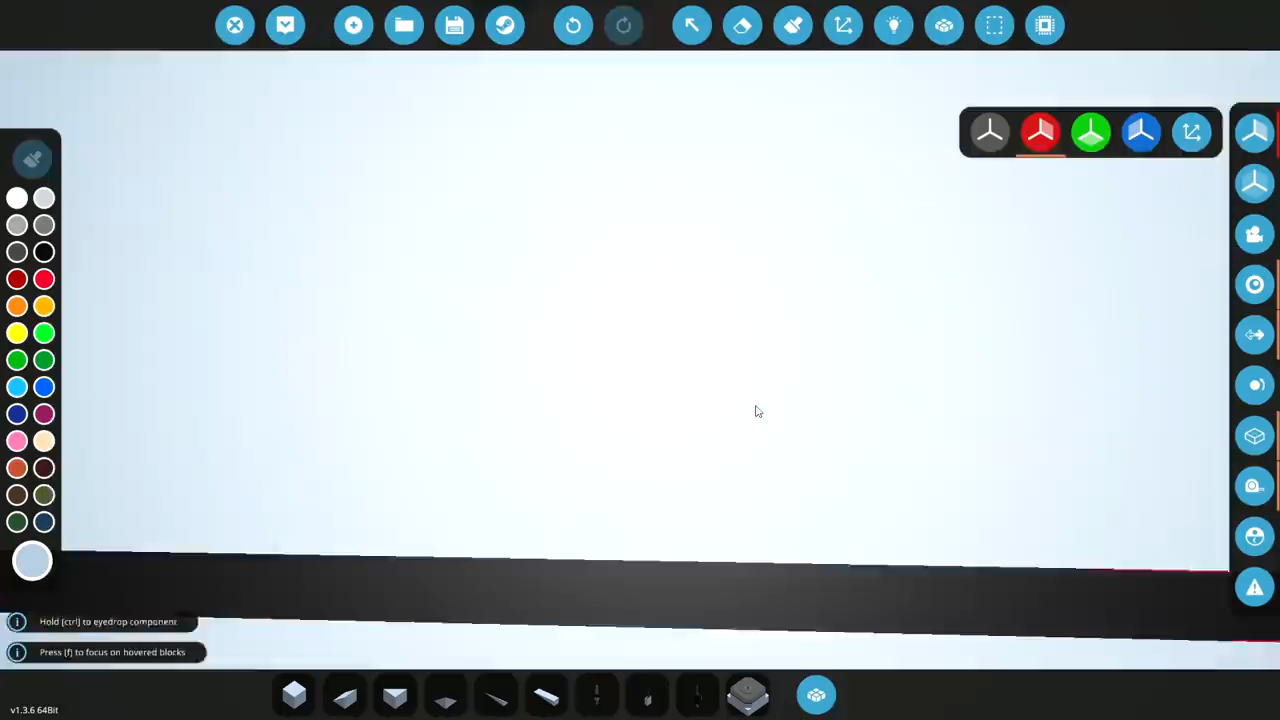 Hold [ctrl] to eyedrop component
Press [f] to focus on hovered blocks
v1.3.6 64Bit